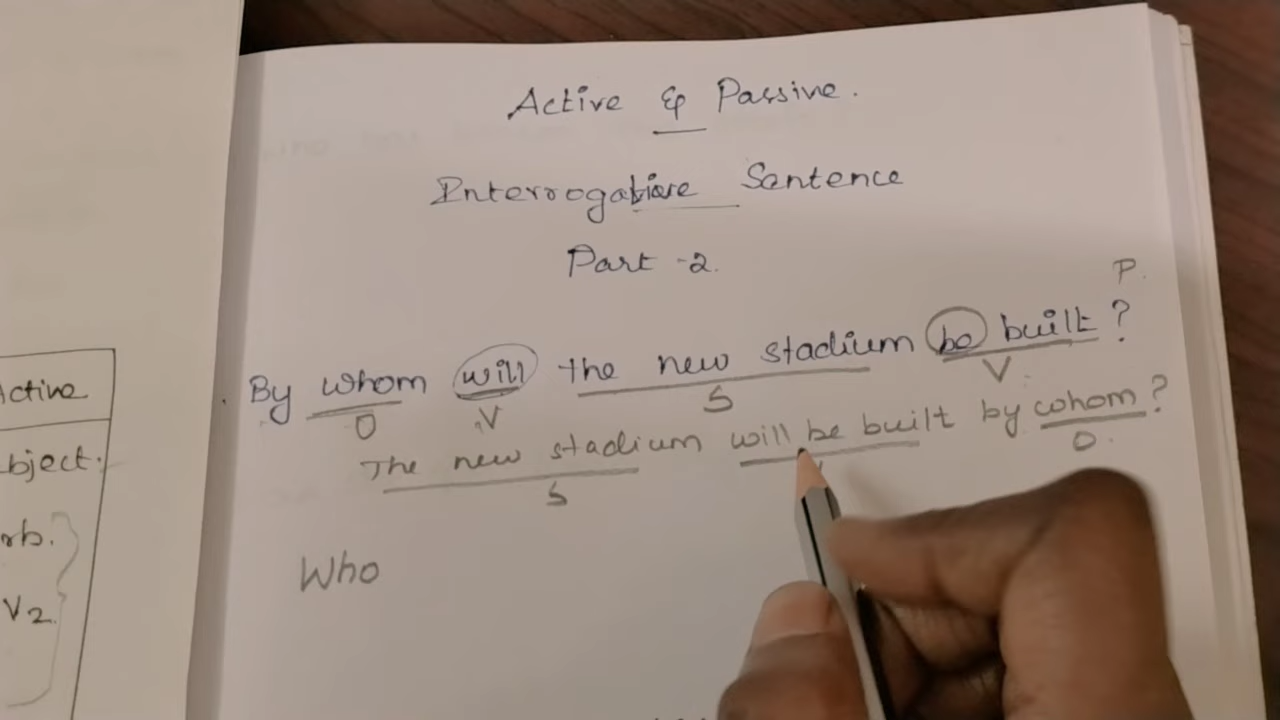 Active & Passive.
Interrogative Sentence
Part -2.
P.
By whom will the new stadium be built ?
O V S V
The new stadium will be built by whom ?
S O.
Who
Active
bject.
rb.
V2